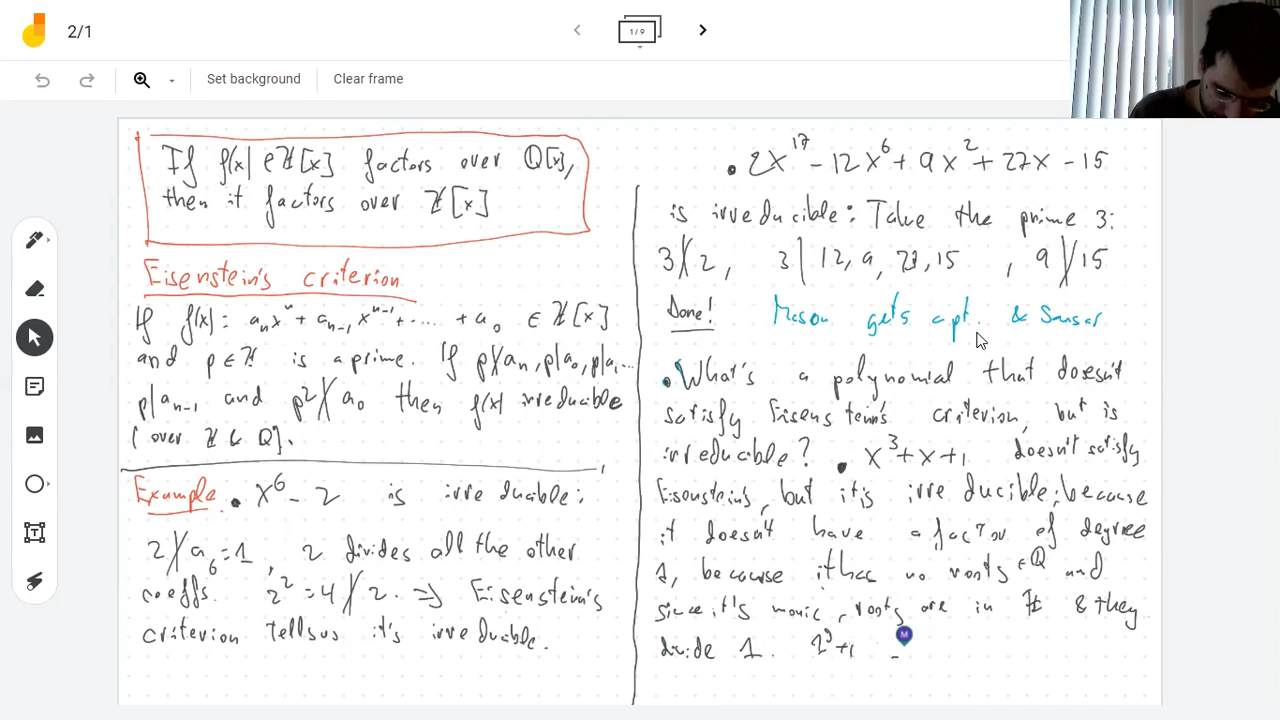 2/1
1/9
Set background
Clear frame
If f(x) ∈ ℤ[x] factors over ℚ[x],
then it factors over ℤ[x]
Eisenstein's criterion
If f(x) = aₙxⁿ + aₙ₋₁xⁿ⁻¹ + .... + a₀ ∈ ℤ[x]
and p ∈ ℤ is a prime. If p∤aₙ, p|a₀, p|a₁...
p|aₙ₋₁ and p²∤a₀ then f(x) irreducible
(over ℤ & ℚ).
Example • x⁶ - 2 is irreducible:
2∤a₆=1, 2 divides all the other
coeffs. 2²=4∤2. ⇒ Eisenstein's
criterion tells us it's irreducible.
• 2x¹⁷ - 12x⁶ + 9x² + 27x - 15
is irreducible: Take the prime 3:
3∤2, 3|12, 9, 27, 15, 9∤15
Done! Mason gets a pt. & Sansar
• What's a polynomial that doesn't
satisfy Eisenstein's criterion, but is
irreducible? • x³+x+1 doesn't satisfy
Eisenstein's, but it's irreducible; because
it doesn't have a factor of degree
1, because it has no roots ∈ℚ and
since it's monic, roots are in ℤ & they
divide 1. 1³+1
M